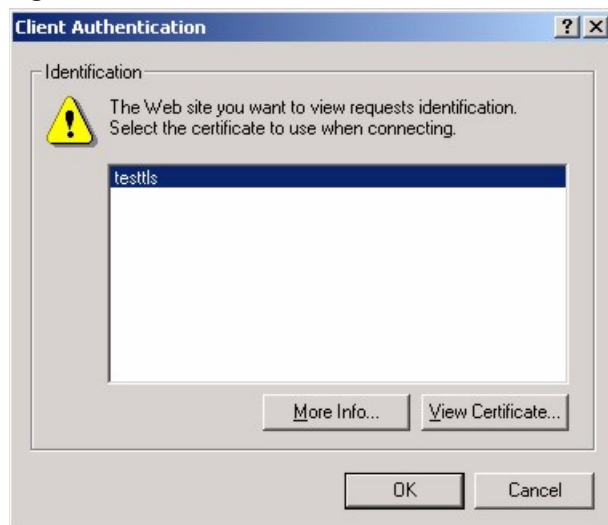 Client Authentication
Identification
The Web site you want to view requests identification.
Select the certificate to use when connecting.
testtls
More Info...
View Certificate...
OK
Cancel